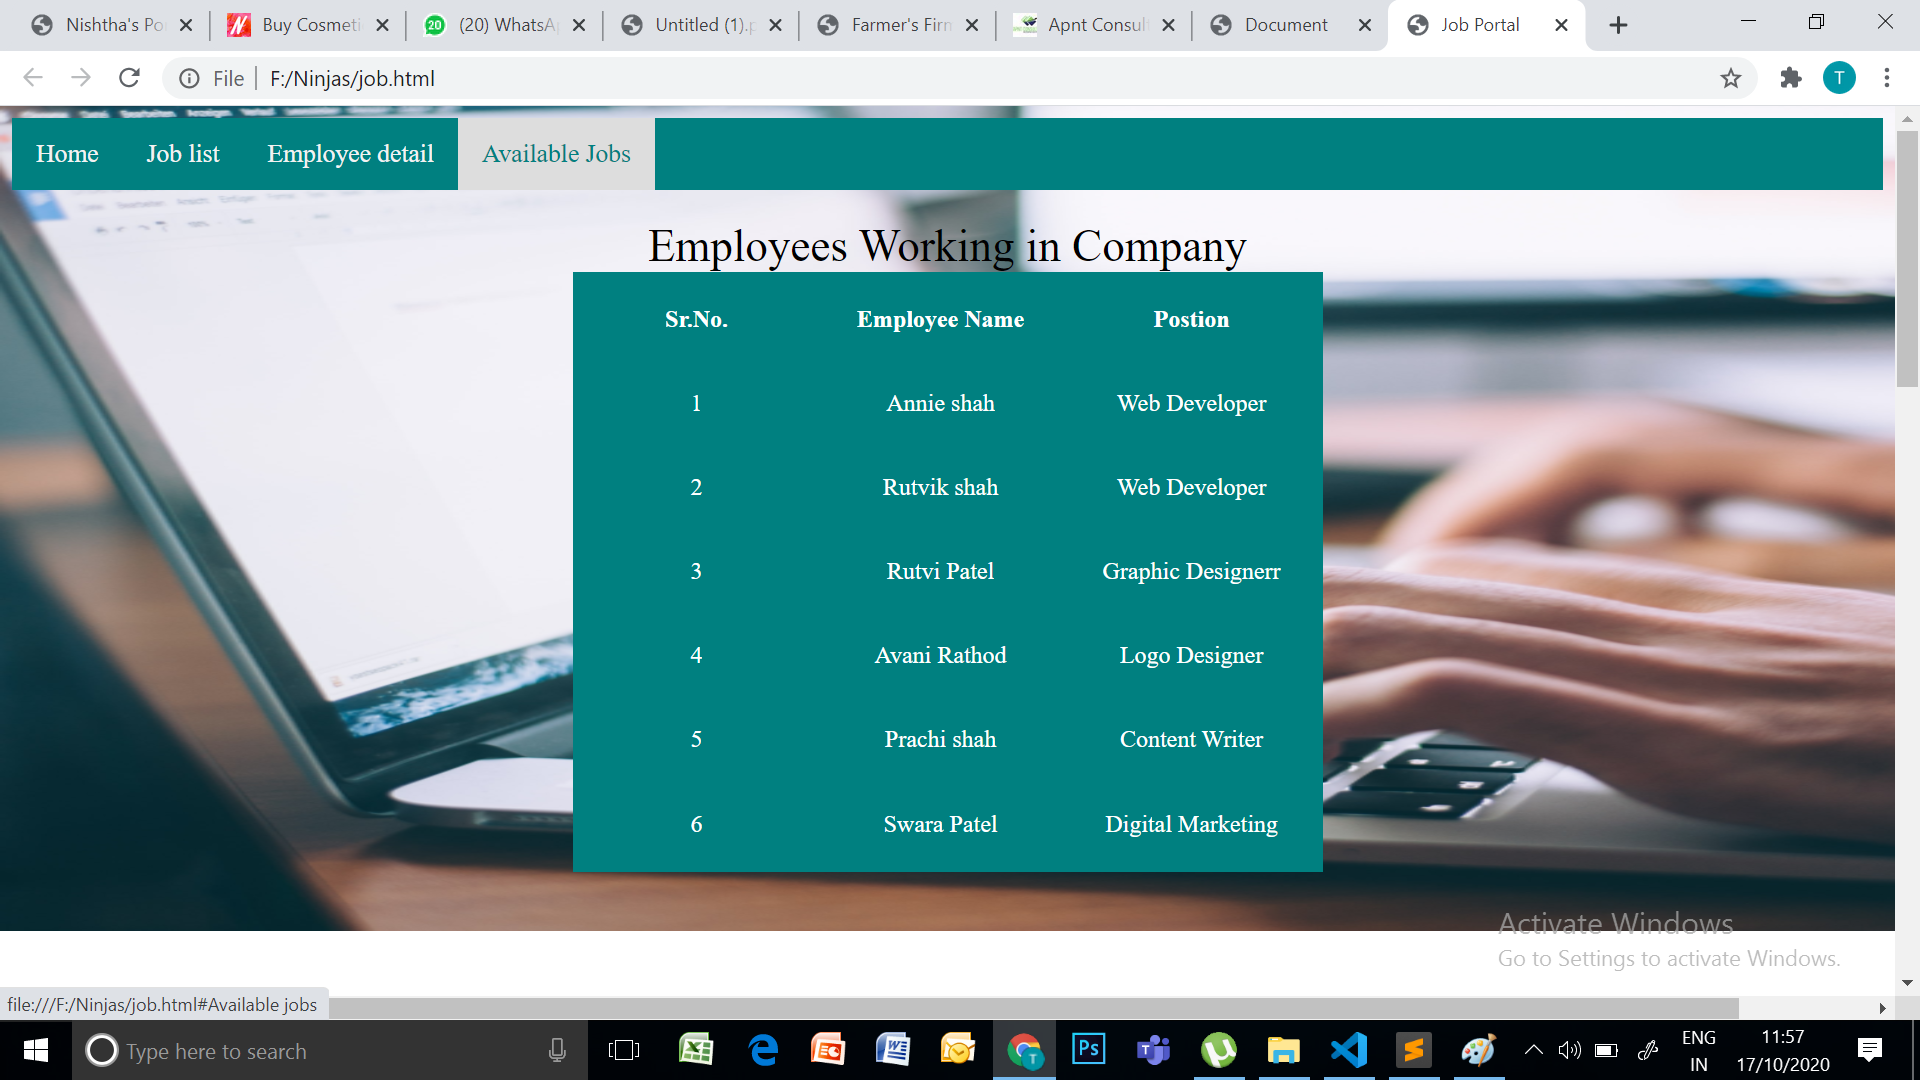 Nishtha's Po
Buy Cosmeti
(20) WhatsA
Untitled (1).p
Farmer's Firm
Apnt Consult
Document
Job Portal
File
F:/Ninjas/job.html
T
Home
Job list
Employee detail
Available Jobs
Employees Working in Company
Sr.No. Employee Name Postion
1 Annie shah Web Developer
2 Rutvik shah Web Developer
3 Rutvi Patel Graphic Designerr
4 Avani Rathod Logo Designer
5 Prachi shah Content Writer
6 Swara Patel Digital Marketing
Activate Windows
Go to Settings to activate Windows.
file:///F:/Ninjas/job.html#Available jobs
Type here to search
Ps
ENG
IN
11:57
17/10/2020